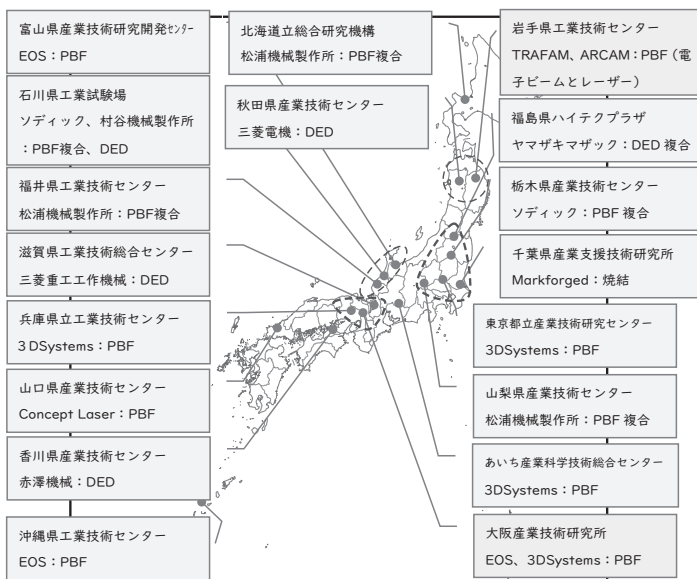 富山県産業技術研究開発センター
EOS：PBF
石川県工業試験場
ソディック、村谷機械製作所
：PBF複合、DED
福井県工業技術センター
松浦機械製作所：PBF複合
滋賀県工業技術総合センター
三菱重工工作機械：DED
兵庫県立工業技術センター
3DSystems：PBF
山口県産業技術センター
Concept Laser：PBF
香川県産業技術センター
赤澤機械：DED
沖縄県工業技術センター
EOS：PBF
北海道立総合研究機構
松浦機械製作所：PBF複合
秋田県産業技術センター
三菱電機：DED
岩手県工業技術センター
TRAFAM、ARCAM：PBF（電
子ビームとレーザー）
福島県ハイテクプラザ
ヤマザキマザック：DED 複合
栃木県産業技術センター
ソディック：PBF 複合
千葉県産業支援技術研究所
Markforged：焼結
東京都立産業技術研究センター
3DSystems：PBF
山梨県産業技術センター
松浦機械製作所：PBF 複合
あいち産業科学技術総合センター
3DSystems：PBF
大阪産業技術研究所
EOS、3DSystems：PBF